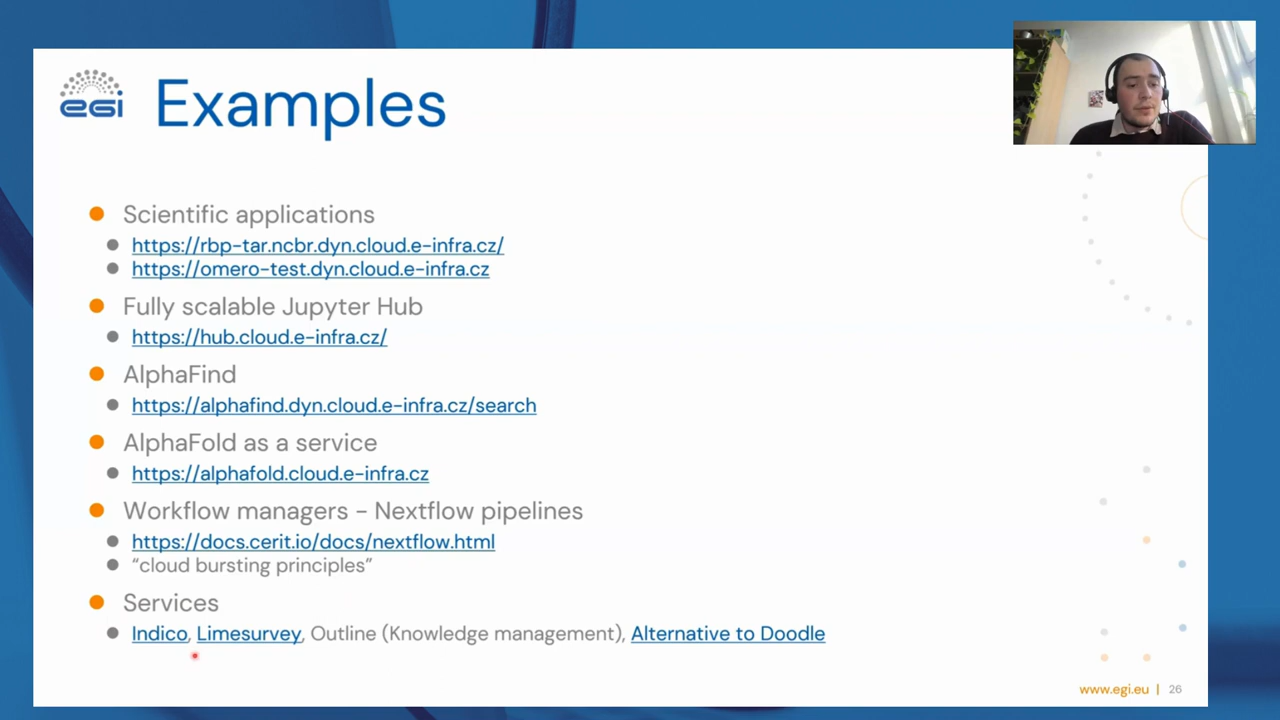 egi
Examples
Scientific applications
https://rbp-tar.ncbr.dyn.cloud.e-infra.cz/
https://omero-test.dyn.cloud.e-infra.cz
Fully scalable Jupyter Hub
https://hub.cloud.e-infra.cz/
AlphaFind
https://alphafind.dyn.cloud.e-infra.cz/search
AlphaFold as a service
https://alphafold.cloud.e-infra.cz
Workflow managers - Nextflow pipelines
https://docs.cerit.io/docs/nextflow.html
“cloud bursting principles”
Services
Indico, Limesurvey, Outline (Knowledge management), Alternative to Doodle
www.egi.eu | 26